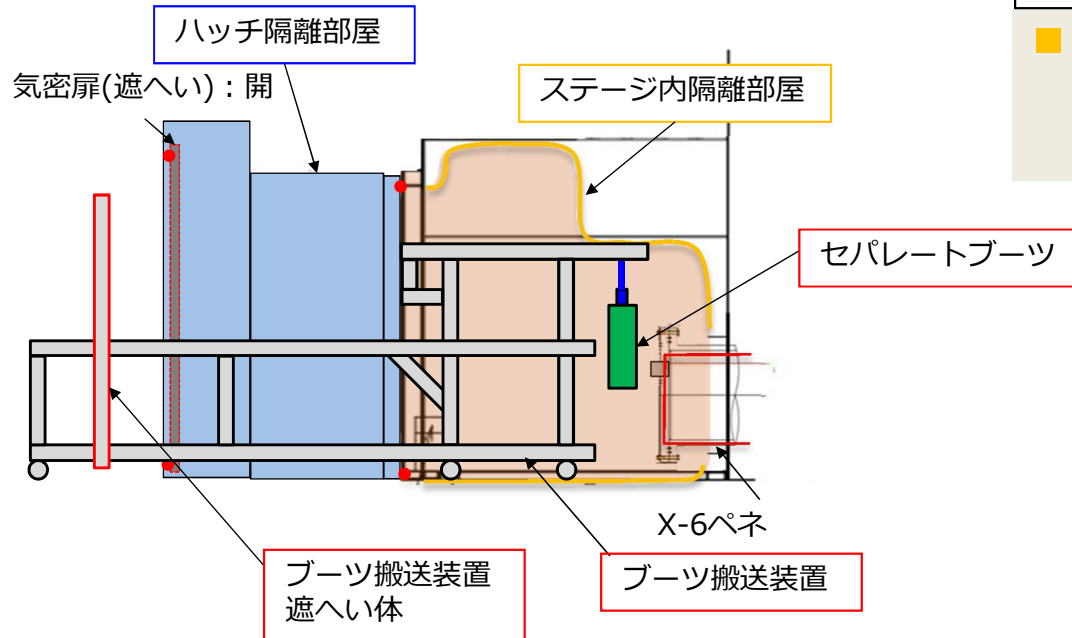 ハッチ隔離部屋
気密扉(遮へい)：開
ステージ内隔離部屋
セパレートブーツ
X-6ペネ
ブーツ搬送装置
遮へい体
ブーツ搬送装置